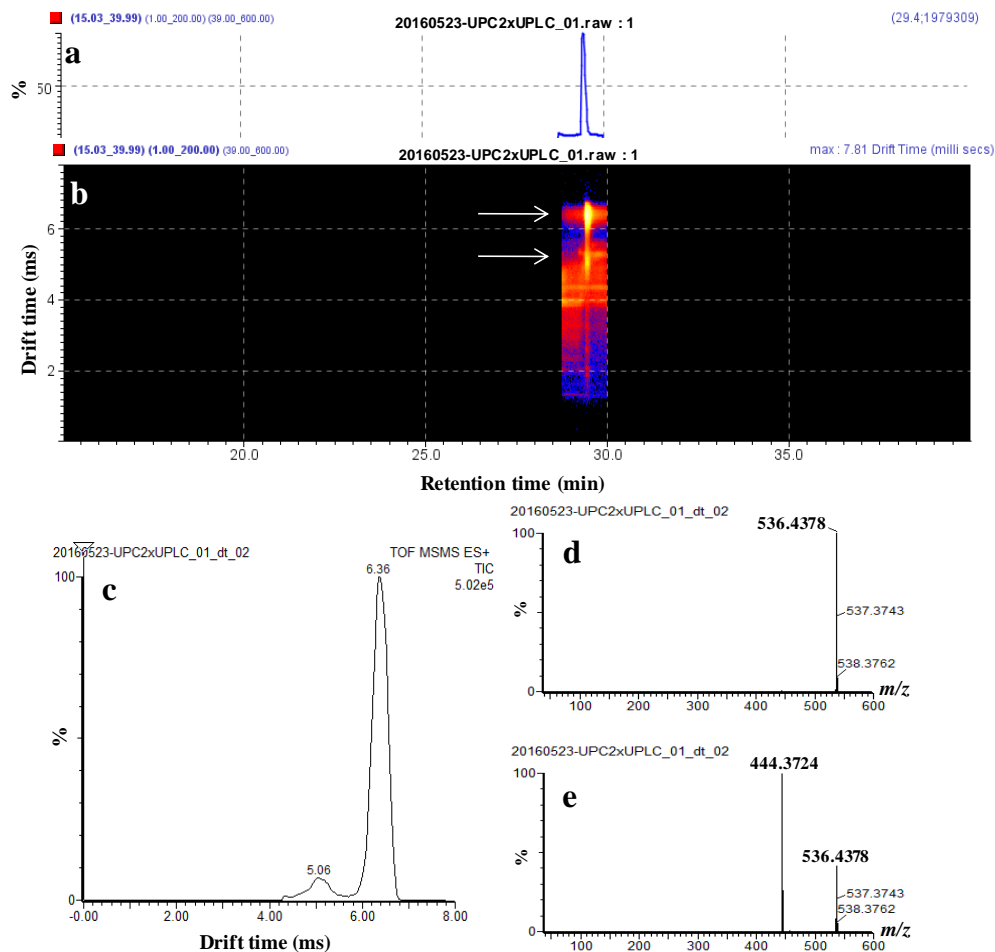 (15.03_39.99) (1.00_200.00) (39.00_600.00) 20160523-UPC2xUPLC_01.raw : 1 (29.4;1979309)
a
%
50
(15.03_39.99) (1.00_200.00) (39.00_600.00) 20160523-UPC2xUPLC_01.raw : 1 max : 7.81 Drift Time (milli secs)
b
6
4
2
Drift time (ms)
20.0 25.0 30.0 35.0
Retention time (min)
20160523-UPC2xUPLC_01_dt_02
TOF MSMS ES+
TIC
5.02e5
c
100
6.36
%
5.06
0
-0.00 2.00 4.00 6.00 8.00
Drift time (ms)
20160523-UPC2xUPLC_01_dt_02
536.4378
100
d
%
537.3743
538.3762
0
m/z
100 200 300 400 500 600
20160523-UPC2xUPLC_01_dt_02
444.3724
100
e
%
536.4378
537.3743
538.3762
0
m/z
100 200 300 400 500 600